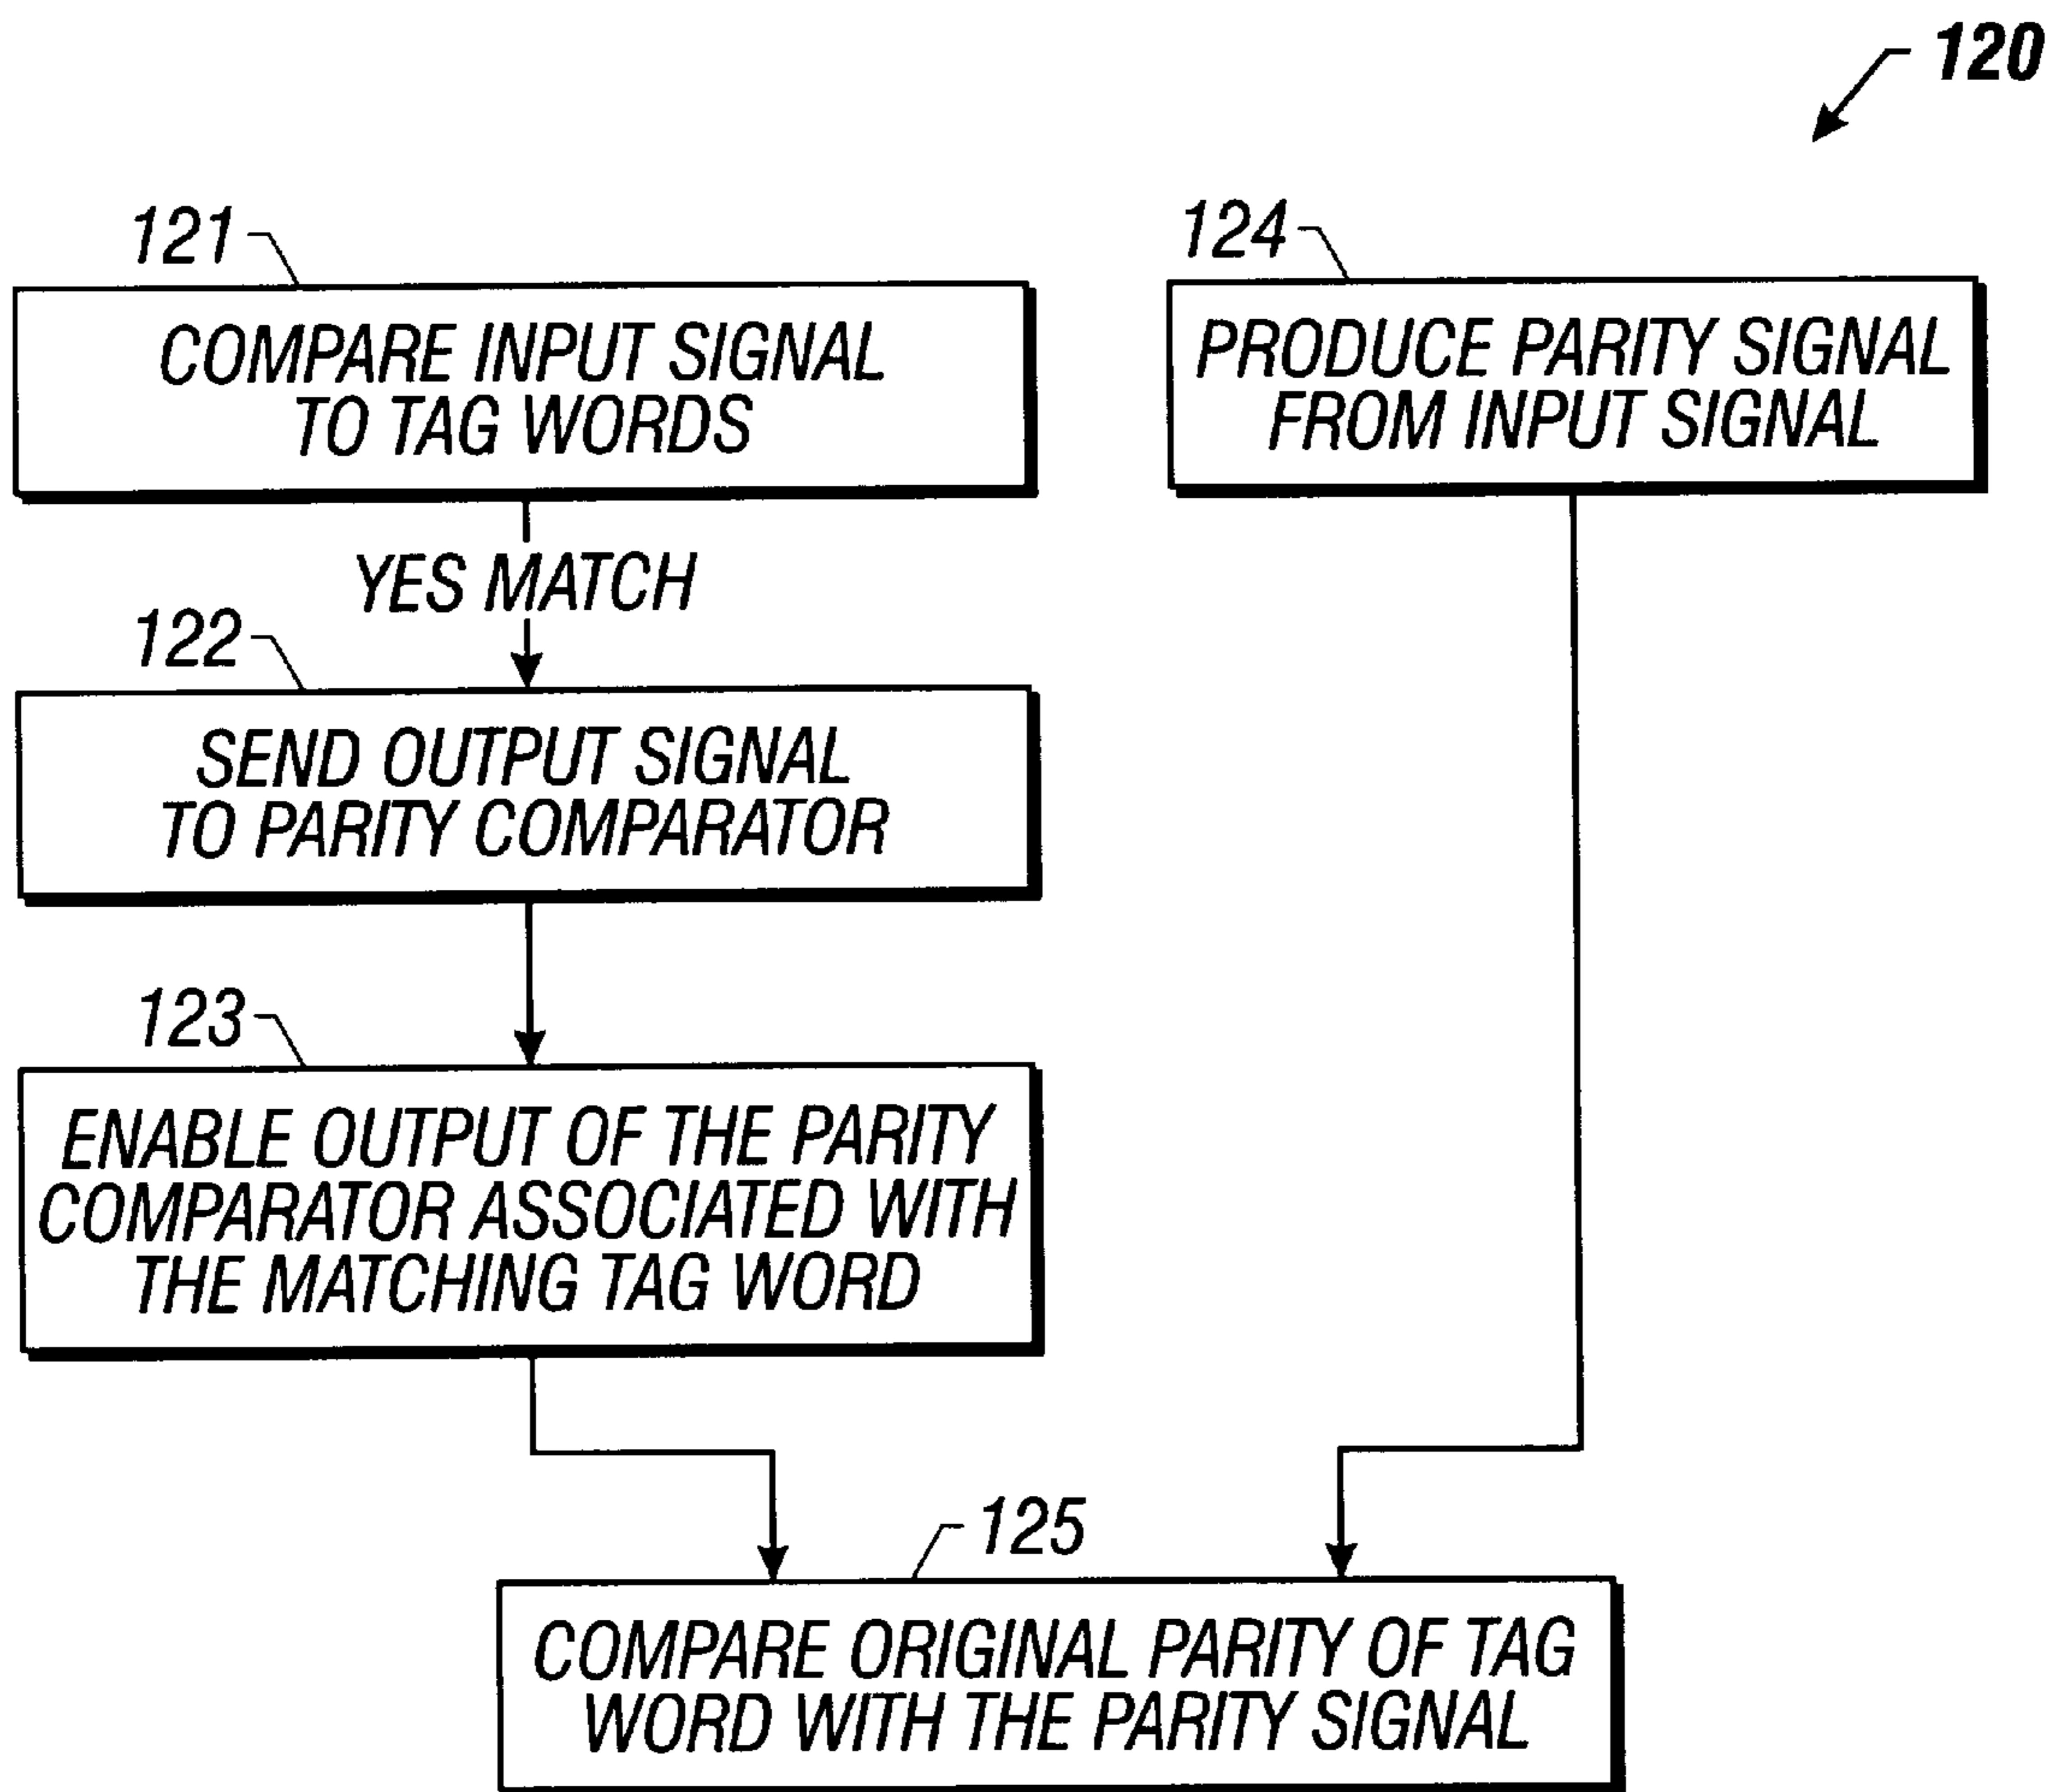 120
121
COMPARE INPUT SIGNAL
TO TAG WORDS
124
PRODUCE PARITY SIGNAL
FROM INPUT SIGNAL
YES MATCH
122
SEND OUTPUT SIGNAL
TO PARITY COMPARATOR
123
ENABLE OUTPUT OF THE PARITY
COMPARATOR ASSOCIATED WITH
THE MATCHING TAG WORD
125
COMPARE ORIGINAL PARITY OF TAG
WORD WITH THE PARITY SIGNAL